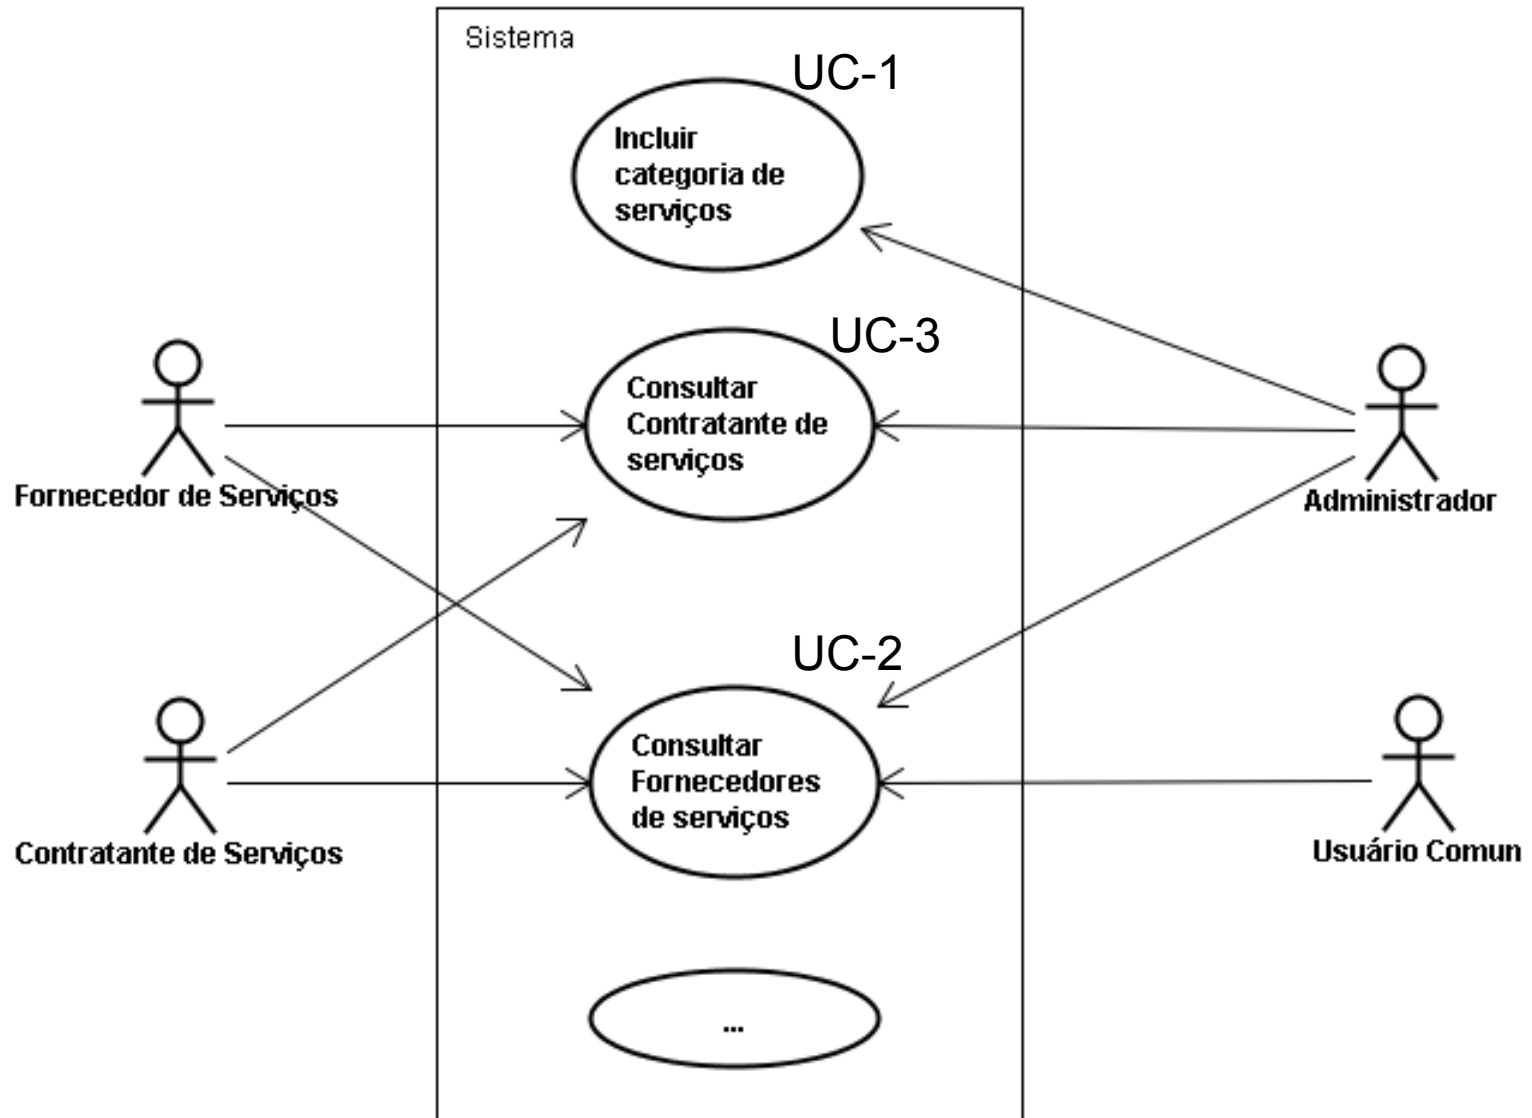 Sistema
UC-1
Incluir
categoria de
serviços
UC-3
Consultar
Contratante de
serviços
Fornecedor de Serviços
Administrador
UC-2
Consultar
Fornecedores
de serviços
Contratante de Serviços
Usuário Comun
...